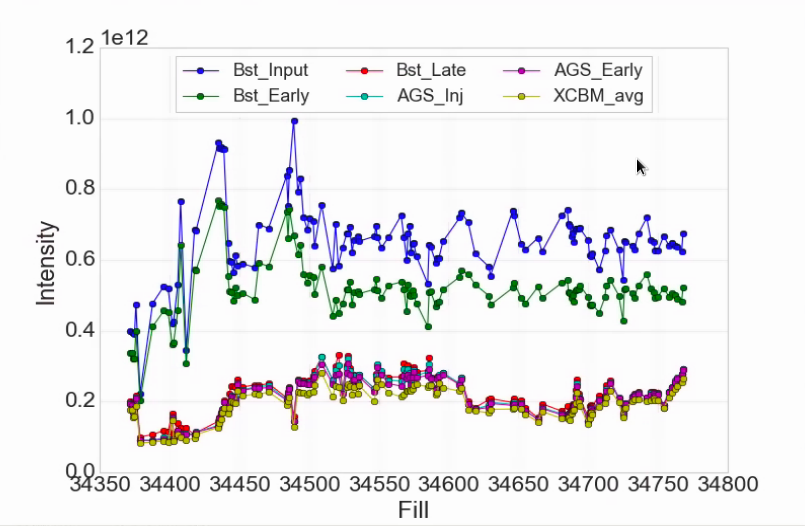 1e12
1.2
1.0
0.8
0.6
0.4
0.2
0.0
Intensity
Bst_Input Bst_Late AGS_Early
Bst_Early AGS_Inj XCBM_avg
34350 34400 34450 34500 34550 34600 34650 34700 34750 34800
Fill